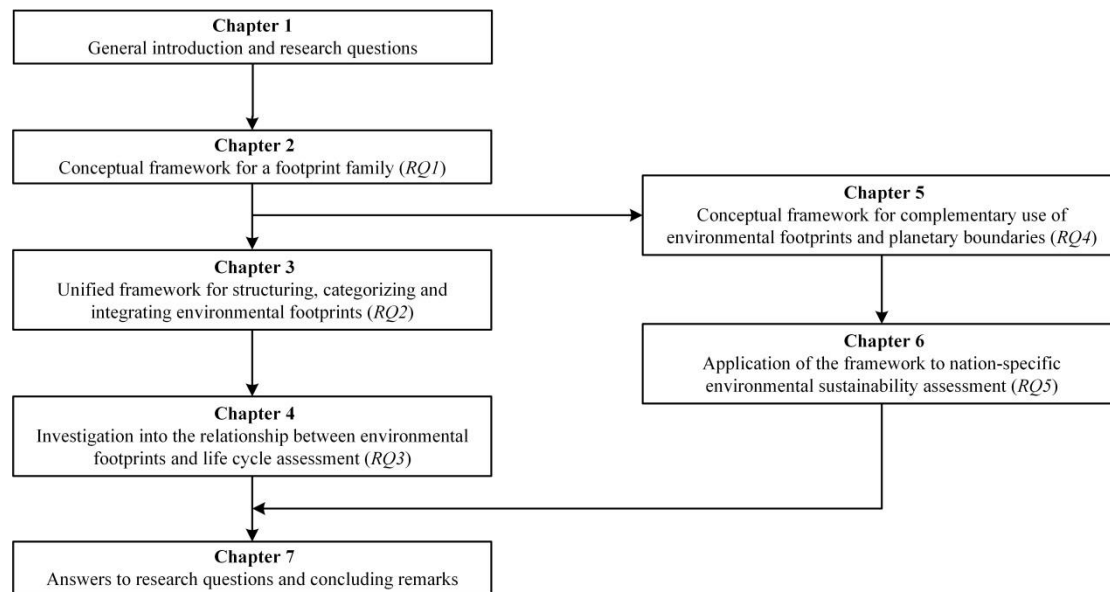 Chapter 1
General introduction and research questions
Chapter 2
Conceptual framework for a footprint family (RQ1)
Chapter 3
Unified framework for structuring, categorizing and
integrating environmental footprints (RQ2)
Chapter 4
Investigation into the relationship between environmental
footprints and life cycle assessment (RQ3)
Chapter 5
Conceptual framework for complementary use of
environmental footprints and planetary boundaries (RQ4)
Chapter 6
Application of the framework to nation-specific
environmental sustainability assessment (RQ5)
Chapter 7
Answers to research questions and concluding remarks